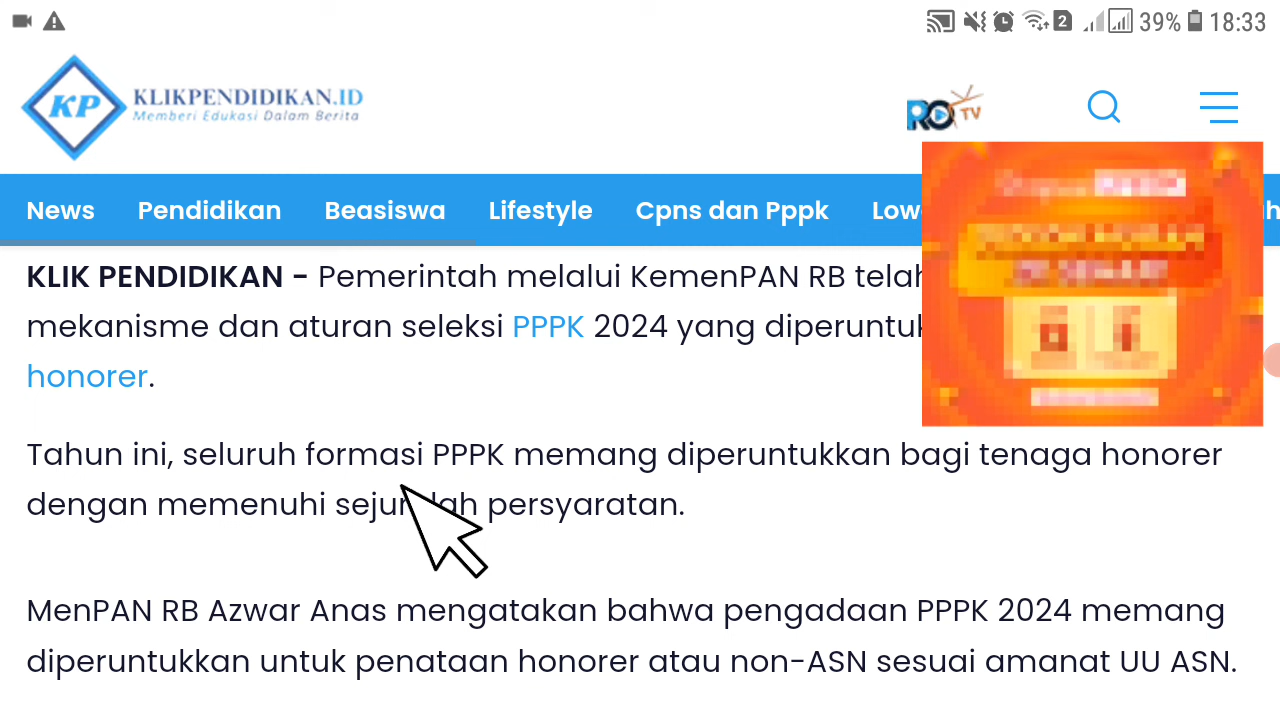 39% 18:33
KP KLIKPENDIDIKAN.ID
Memberi Edukasi Dalam Berita
RO TV
News Pendidikan Beasiswa Lifestyle Cpns dan Pppk
KLIK PENDIDIKAN - Pemerintah melalui KemenPAN RB
mekanisme dan aturan seleksi PPPK 2024 yang
honorer.
Tahun ini, seluruh formasi PPPK memang diperuntukkan bagi tenaga honorer
dengan memenuhi persyaratan.
MenPAN RB Azwar Anas mengatakan bahwa pengadaan PPPK 2024 memang
diperuntukkan untuk penataan honorer atau non-ASN sesuai amanat UU ASN.